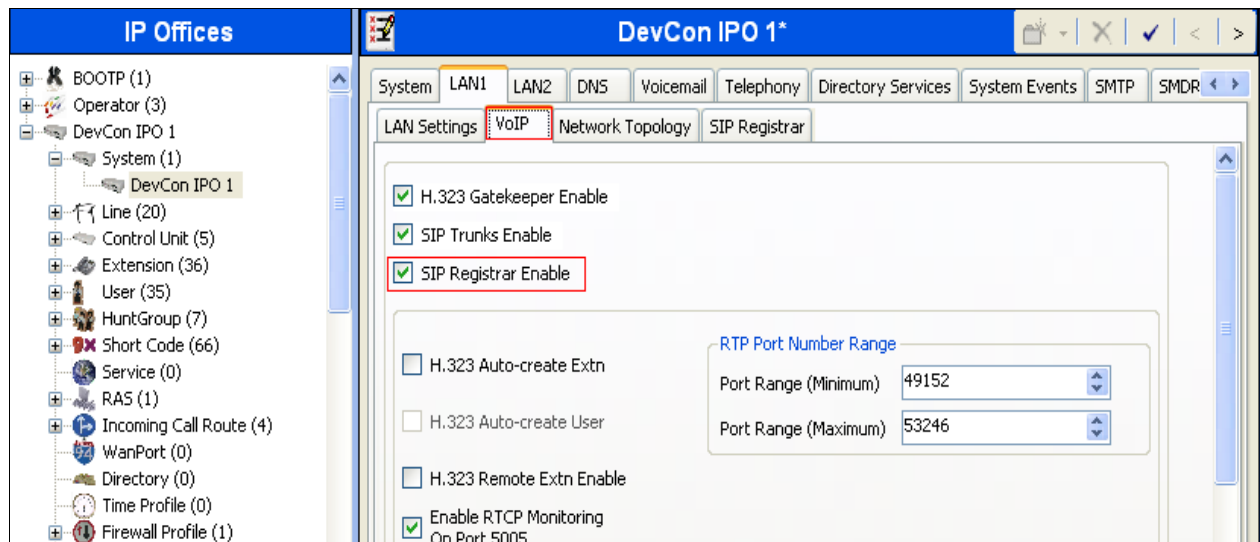 IP Offices
BOOTP (1)
Operator (3)
DevCon IPO 1
System (1)
DevCon IPO 1
Line (20)
Control Unit (5)
Extension (36)
User (35)
HuntGroup (7)
Short Code (66)
Service (0)
RAS (1)
Incoming Call Route (4)
WanPort (0)
Directory (0)
Time Profile (0)
Firewall Profile (1)
DevCon IPO 1*
System LAN1 LAN2 DNS Voicemail Telephony Directory Services System Events SMTP SMDR
LAN Settings VoIP Network Topology SIP Registrar
H.323 Gatekeeper Enable
SIP Trunks Enable
SIP Registrar Enable
H.323 Auto-create Extn
H.323 Auto-create User
H.323 Remote Extn Enable
Enable RTCP Monitoring
On Port 5005
RTP Port Number Range
Port Range (Minimum) 49152
Port Range (Maximum) 53246